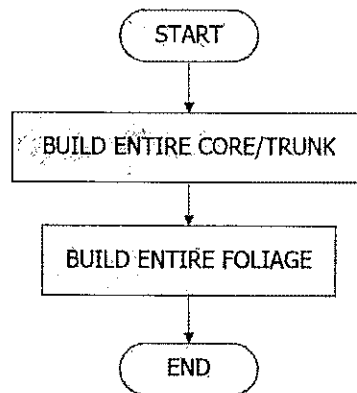 START
BUILD ENTIRE CORE/TRUNK
BUILD ENTIRE FOLIAGE
END